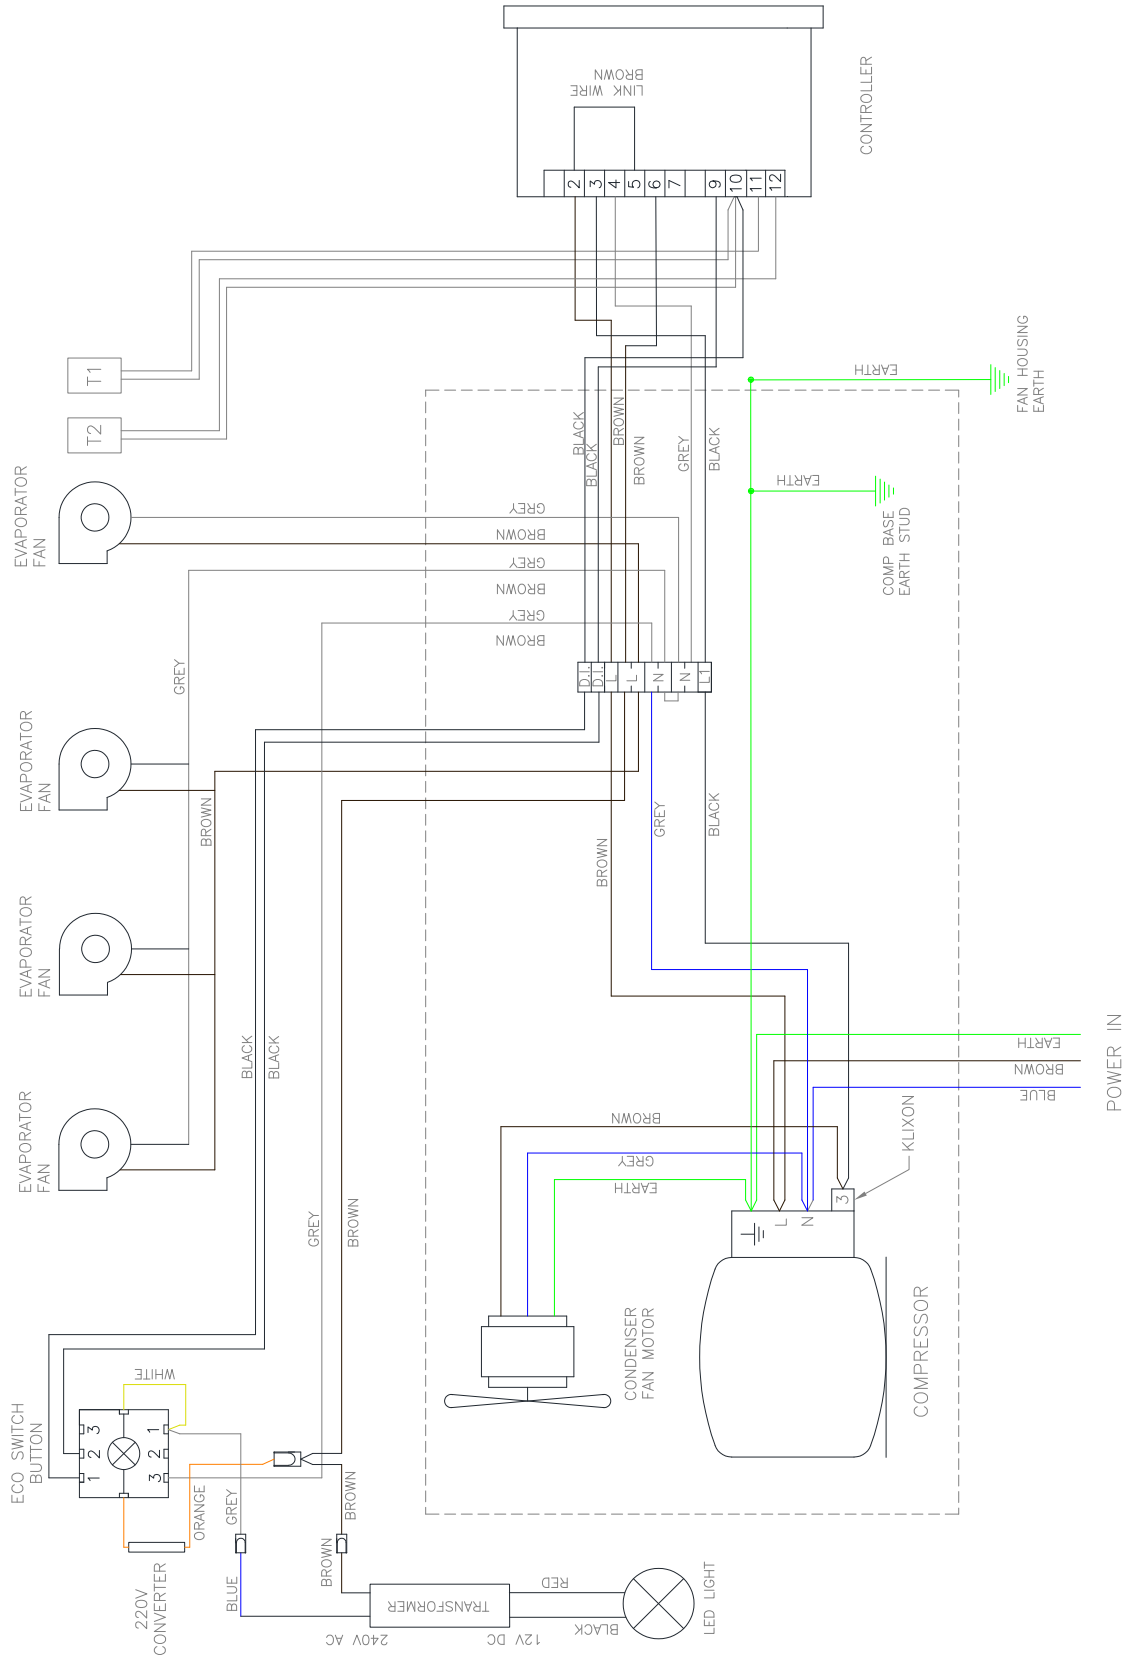 CONTROLLER
LINK WIRE
BROWN
2
3
4
5
6
7
9
10
11
12
T1
T2
EVAPORATOR
FAN
EVAPORATOR
FAN
EVAPORATOR
FAN
EVAPORATOR
FAN
GREY
BROWN
GREY
BROWN
GREY
BROWN
BLACK
BLACK
BROWN
BROWN
GREY
BLACK
EARTH
FAN HOUSING
EARTH
EARTH
COMP BASE
EARTH STUD
D.I.
D.I.
L
L
N
N
L1
GREY
BROWN
BROWN
GREY
BLACK
BLACK
BLACK
GREY
BROWN
EARTH
BROWN
BLUE
POWER IN
BROWN
GREY
EARTH
KLIXON
L
N
3
COMPRESSOR
CONDENSER
FAN MOTOR
ECO SWITCH
BUTTON
WHITE
1
2
3
3
2
1
ORANGE
220V
CONVERTER
GREY
BLUE
BROWN
BROWN
TRANSFORMER
240V AC
12V DC
RED
BLACK
LED LIGHT